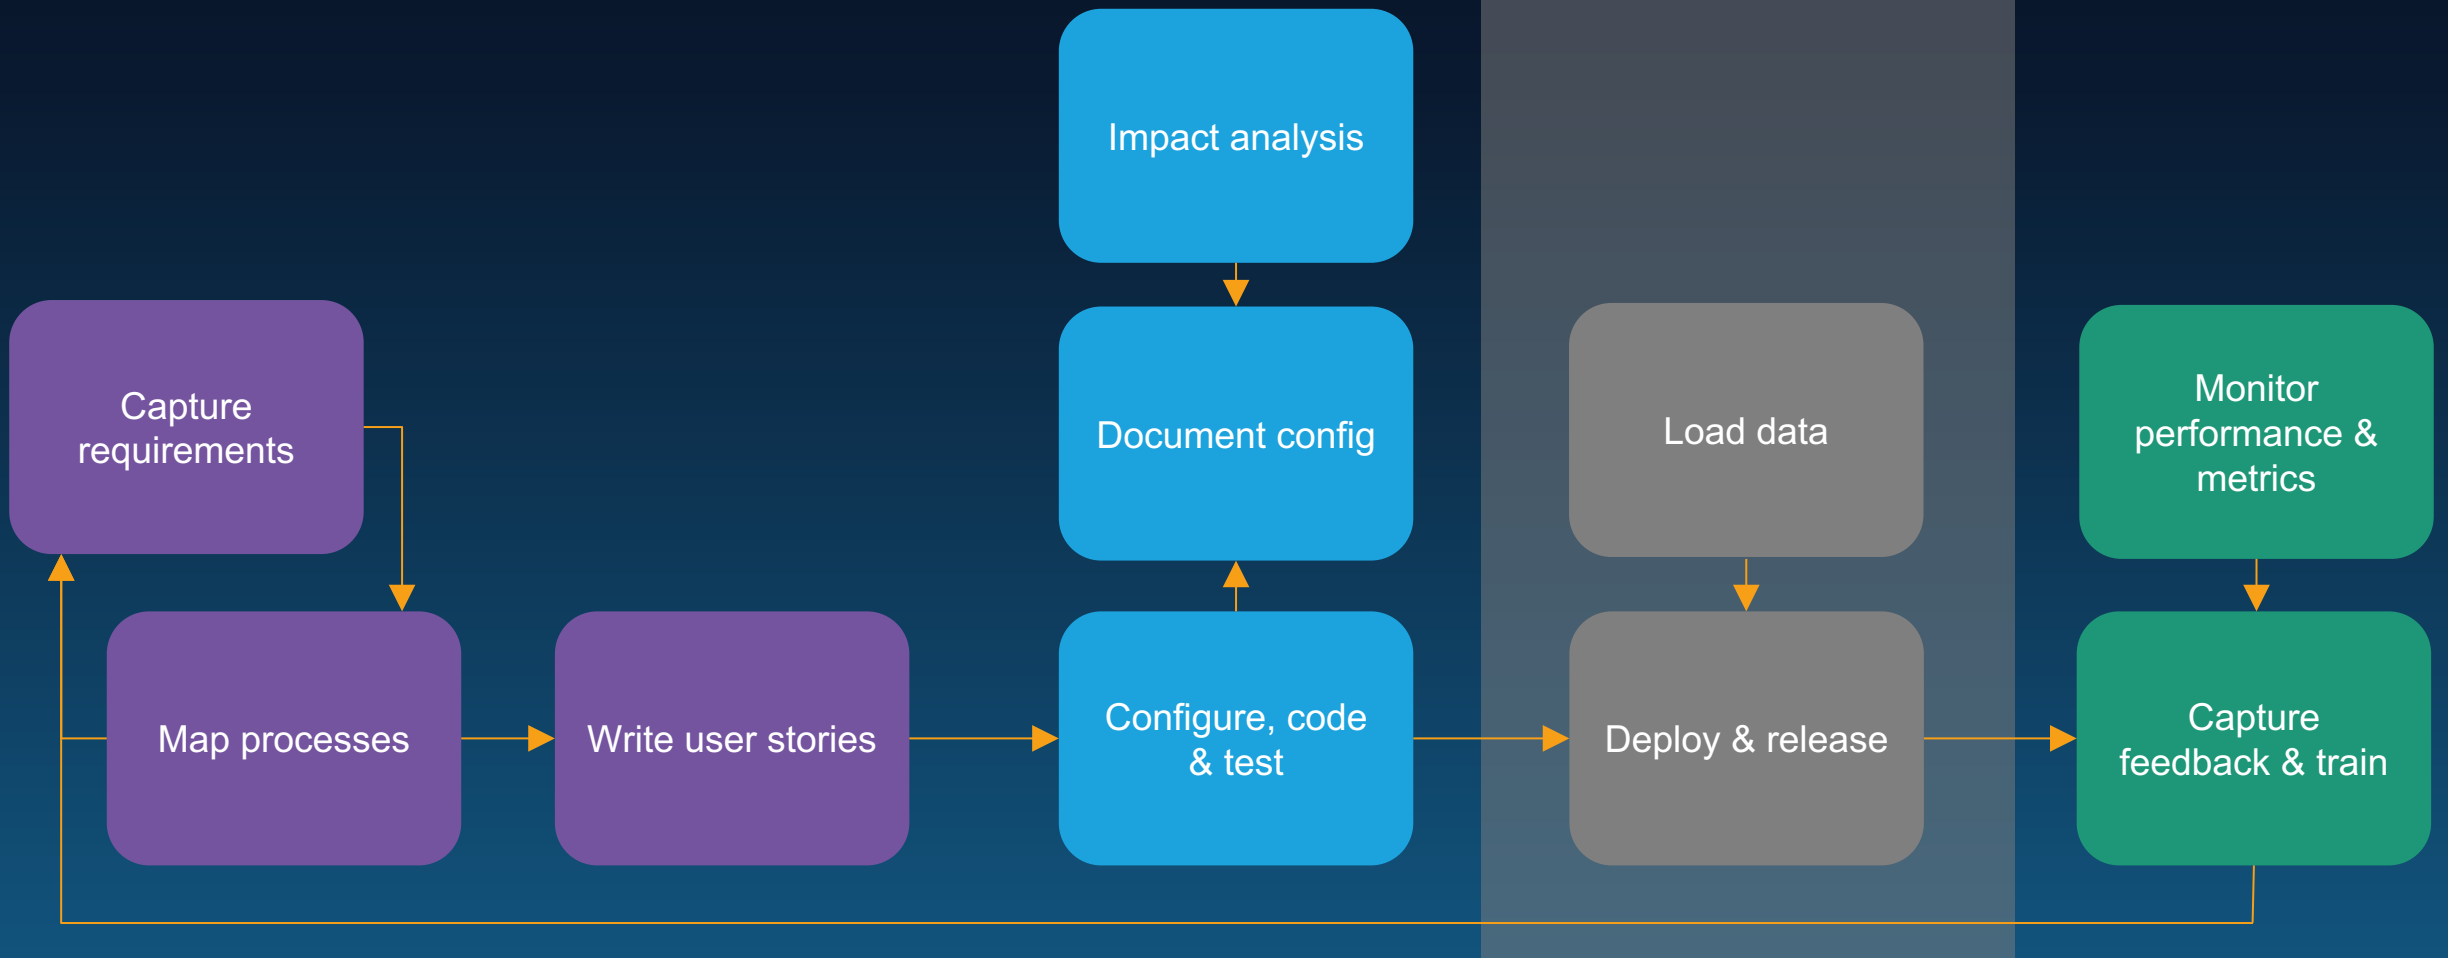 Impact analysis
Capture
requirements
Document config
Load data
Monitor
performance &
metrics
Map processes
Write user stories
Configure, code
& test
Deploy & release
Capture
feedback & train